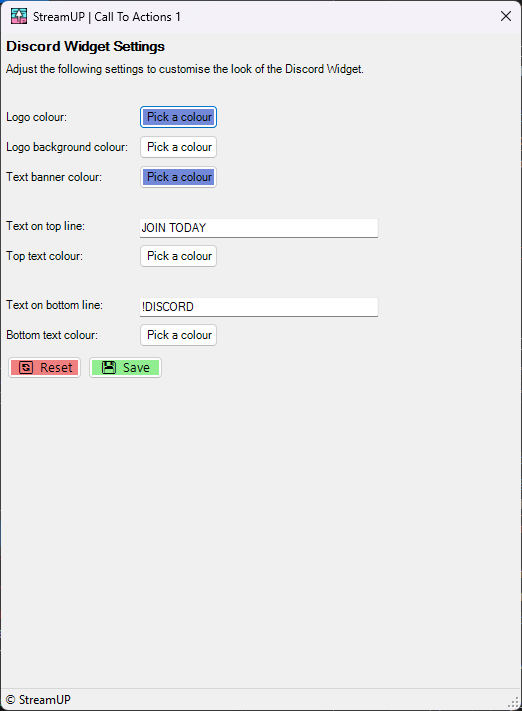 StreamUP | Call To Actions 1
Discord Widget Settings
Adjust the following settings to customise the look of the Discord Widget.
Logo colour: Pick a colour
Logo background colour: Pick a colour
Text banner colour: Pick a colour
Text on top line: JOIN TODAY
Top text colour: Pick a colour
Text on bottom line: !DISCORD
Bottom text colour: Pick a colour
Reset Save
© StreamUP